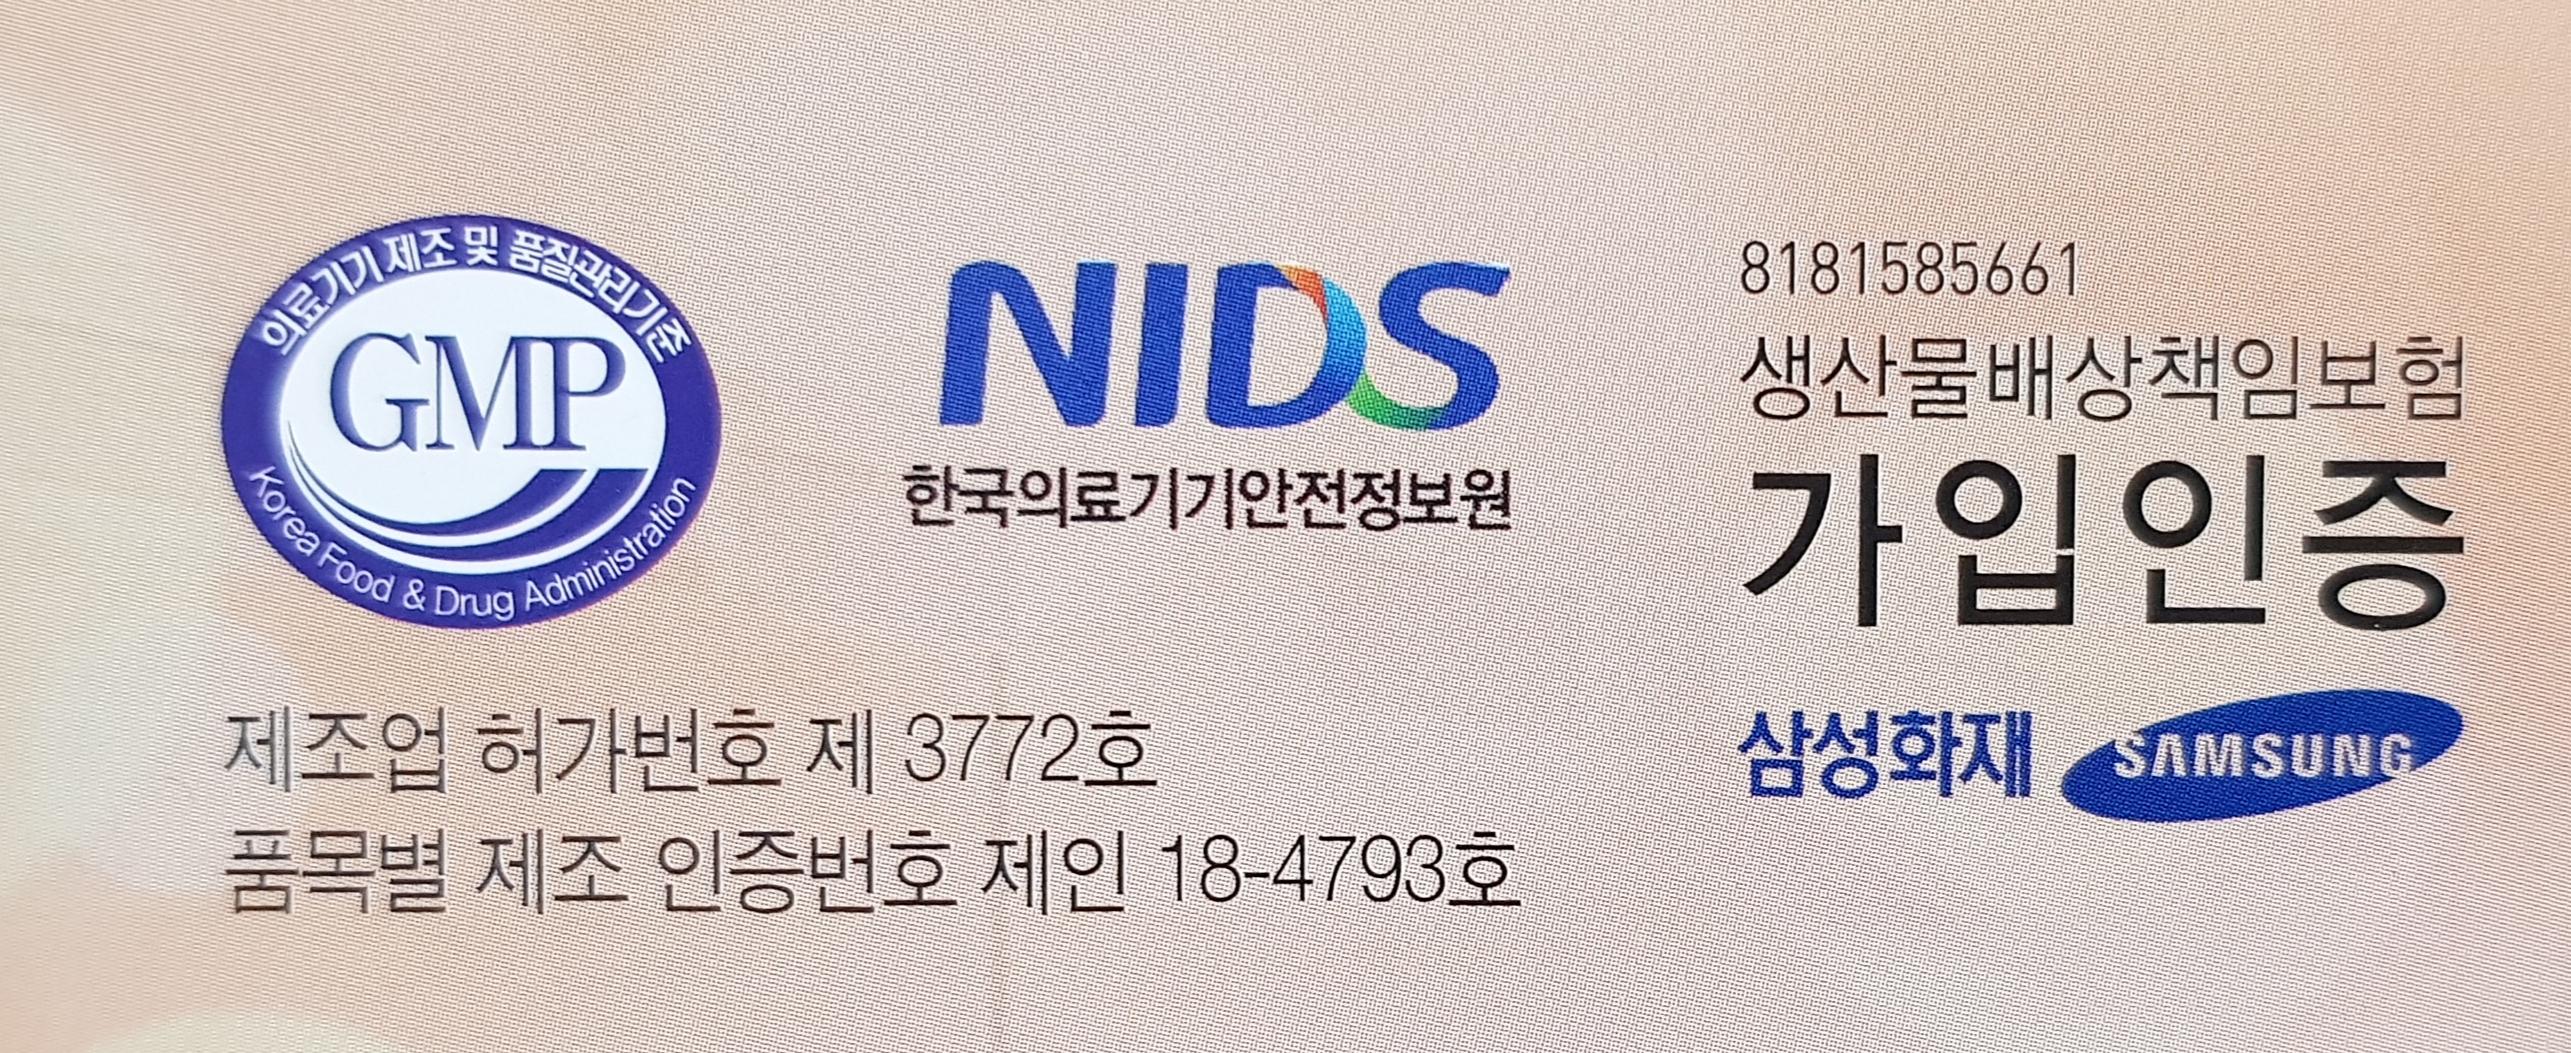 의료기기 제조 및 품질관리기준
GMP
Korea Food & Drug Administration
NIDS
한국의료기기안전정보원
8181585661
생산물배상책임보험
가입인증
삼성화재 SAMSUNG
제조업 허가번호 제 3772호
품목별 제조 인증번호 제인 18-4793호